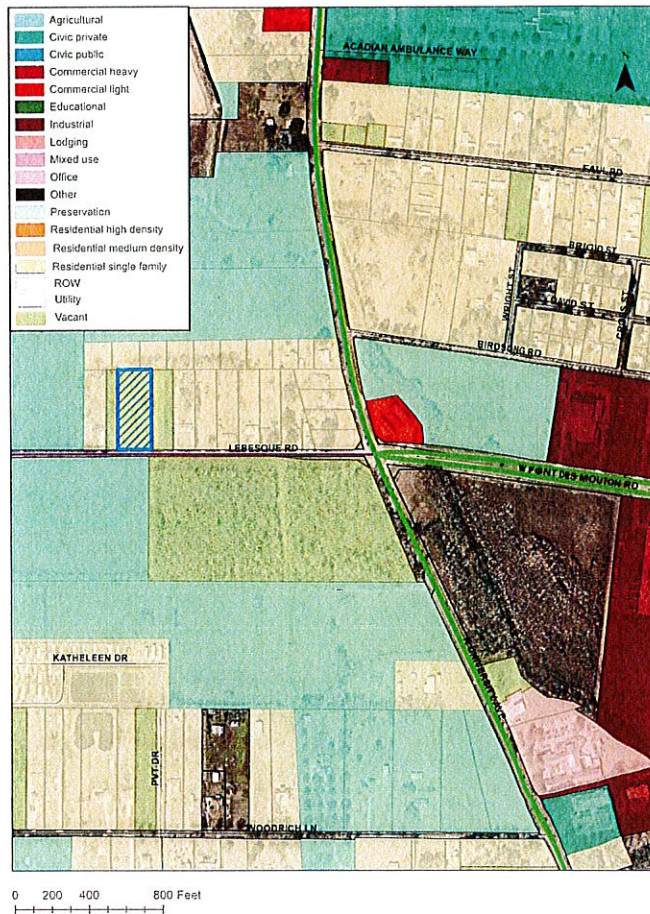 Agricultural
Civic private
Civic public
Commercial heavy
Commercial light
Educational
Industrial
Lodging
Mixed use
Office
Other
Preservation
Residential high density
Residential medium density
Residential single family
ROW
Utility
Vacant
ACADIAN AMBULANCE WAY
FAUL RD
BRIGID ST
WRIGHT ST
DAVID ST
BIRDSONG RD
LEBESQUE RD
W PONT DES MOUTON RD
KATHELEEN DR
PVT DR
WOODRICH LN
0 200 400 800 Feet